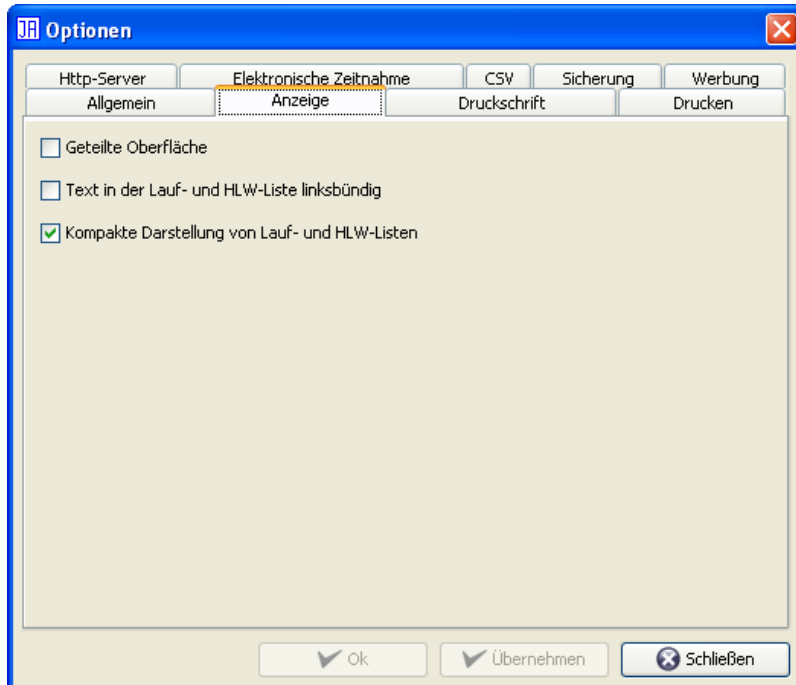 JA Optionen
Http-Server Elektronische Zeitnahme CSV Sicherung Werbung
Allgemein Anzeige Druckschrift Drucken
Geteilte Oberfläche
Text in der Lauf- und HLW-Liste linksbündig
Kompakte Darstellung von Lauf- und HLW-Listen
Ok Übernehmen Schließen